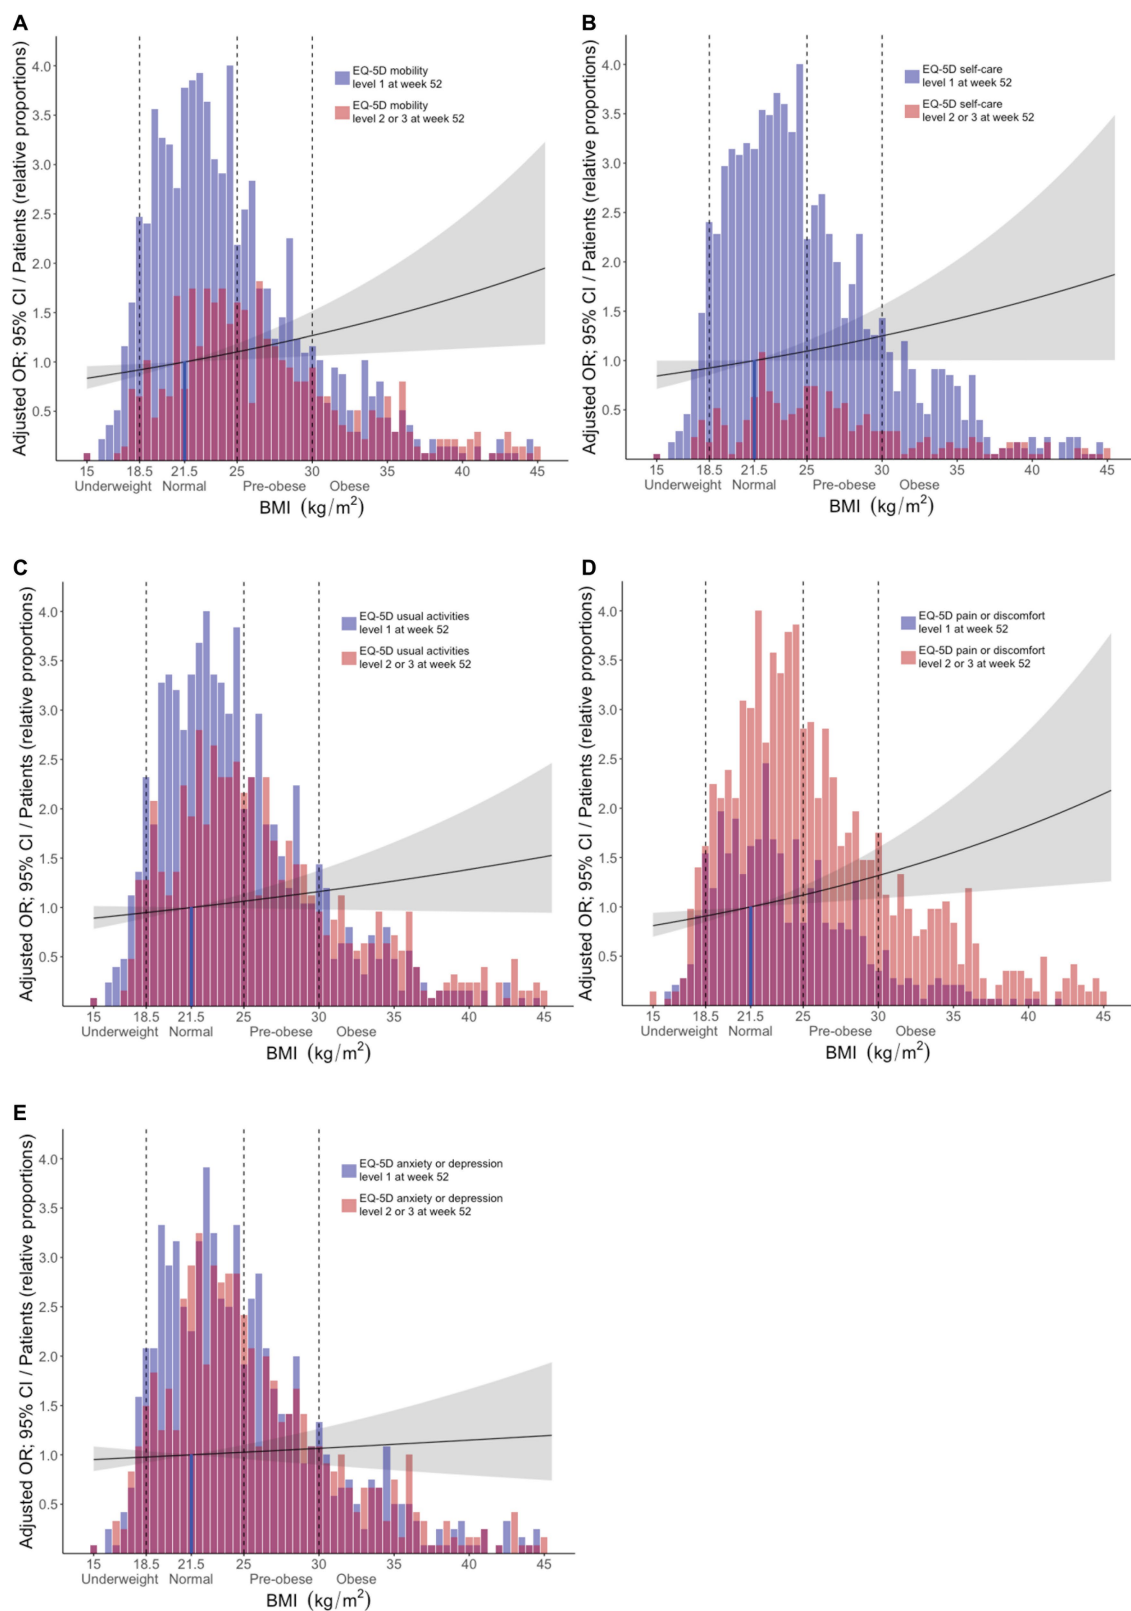 A
Adjusted OR; 95% CI / Patients (relative proportions)
4.0
3.5
3.0
2.5
2.0
1.5
1.0
0.5
EQ-5D mobility
level 1 at week 52
EQ-5D mobility
level 2 or 3 at week 52
15 18.5 21.5 25 30 35 40 45
Underweight Normal Pre-obese Obese
BMI (kg/m²)
B
Adjusted OR; 95% CI / Patients (relative proportions)
4.0
3.5
3.0
2.5
2.0
1.5
1.0
0.5
EQ-5D self-care
level 1 at week 52
EQ-5D self-care
level 2 or 3 at week 52
15 18.5 21.5 25 30 35 40 45
Underweight Normal Pre-obese Obese
BMI (kg/m²)
C
Adjusted OR; 95% CI / Patients (relative proportions)
4.0
3.5
3.0
2.5
2.0
1.5
1.0
0.5
EQ-5D usual activities
level 1 at week 52
EQ-5D usual activities
level 2 or 3 at week 52
15 18.5 21.5 25 30 35 40 45
Underweight Normal Pre-obese Obese
BMI (kg/m²)
D
Adjusted OR; 95% CI / Patients (relative proportions)
4.0
3.5
3.0
2.5
2.0
1.5
1.0
0.5
EQ-5D pain or discomfort
level 1 at week 52
EQ-5D pain or discomfort
level 2 or 3 at week 52
15 18.5 21.5 25 30 35 40 45
Underweight Normal Pre-obese Obese
BMI (kg/m²)
E
Adjusted OR; 95% CI / Patients (relative proportions)
4.0
3.5
3.0
2.5
2.0
1.5
1.0
0.5
EQ-5D anxiety or depression
level 1 at week 52
EQ-5D anxiety or depression
level 2 or 3 at week 52
15 18.5 21.5 25 30 35 40 45
Underweight Normal Pre-obese Obese
BMI (kg/m²)